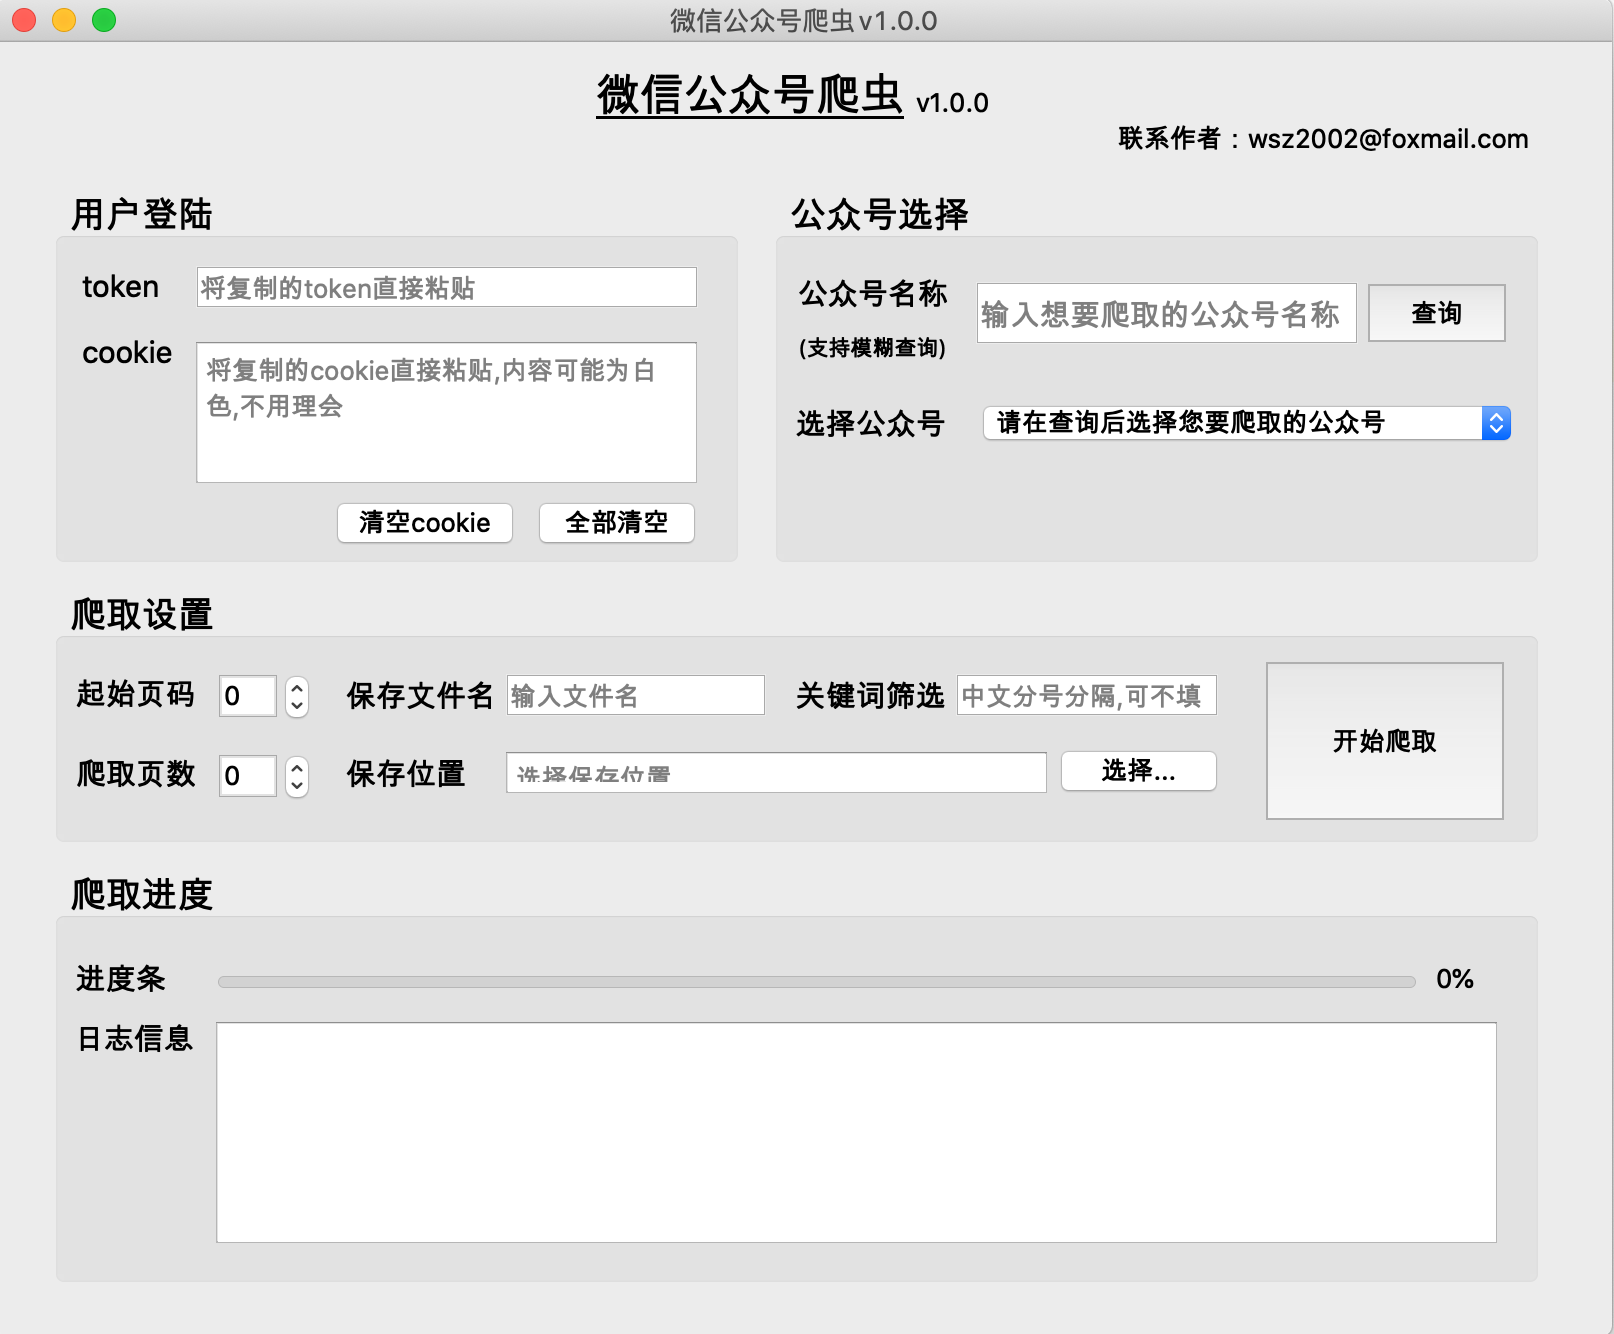 微信公众号爬虫v1.0.0
微信公众号爬虫 v1.0.0
联系作者：wsz2002@foxmail.com
用户登陆
token
将复制的token直接粘贴
cookie
将复制的cookie直接粘贴,内容可能为白
色,不用理会
清空cookie
全部清空
公众号选择
公众号名称
(支持模糊查询)
输入想要爬取的公众号名称
查询
选择公众号
请在查询后选择您要爬取的公众号
爬取设置
起始页码
0
保存文件名
输入文件名
关键词筛选
中文分号分隔,可不填
爬取页数
0
保存位置
选择保存位置
选择...
开始爬取
爬取进度
进度条
0%
日志信息